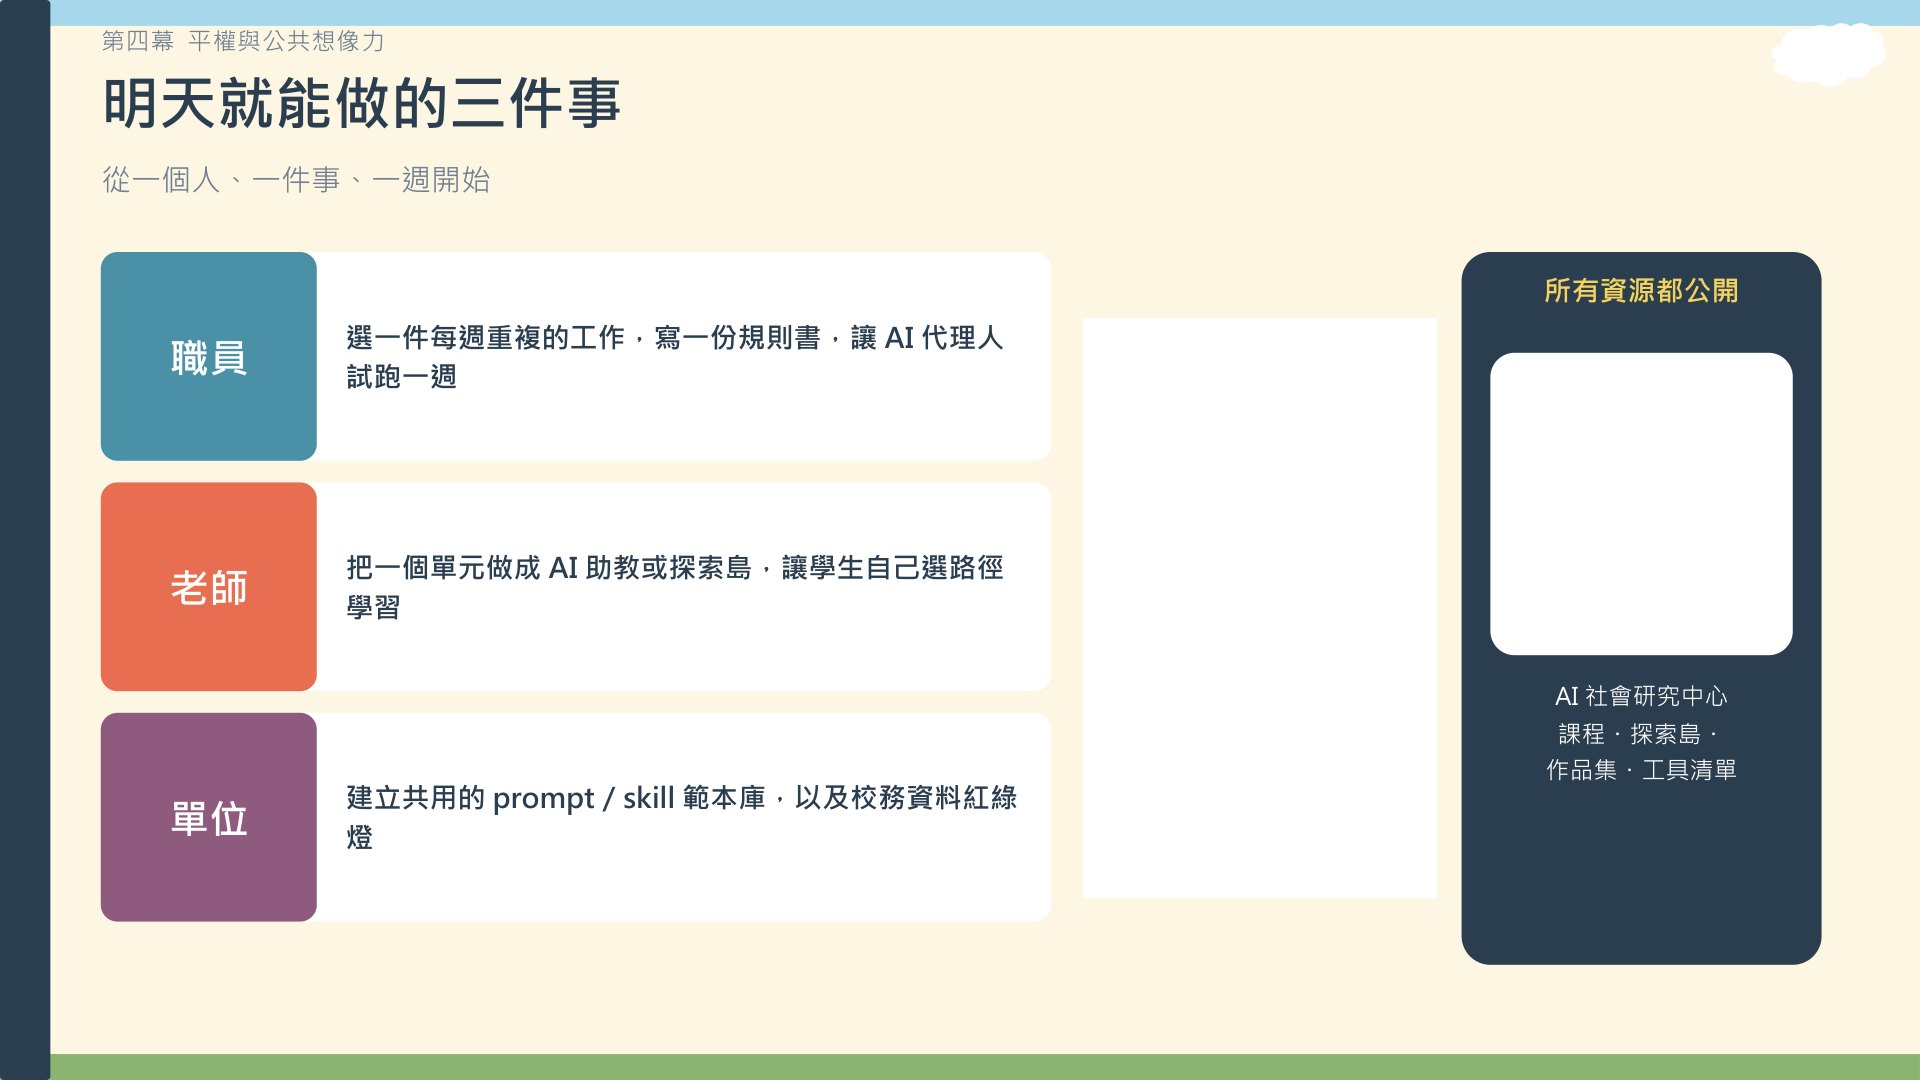 第四幕 平權與公共想像力
明天就能做的三件事
從一個人、一件事、一週開始
職員
選一件每週重複的工作，寫一份規則書，讓 AI 代理人
試跑一週
老師
把一個單元做成 AI 助教或探索島，讓學生自己選路徑
學習
單位
建立共用的 prompt / skill 範本庫，以及校務資料紅綠
燈
所有資源都公開
AI 社會研究中心
課程．探索島．
作品集．工具清單